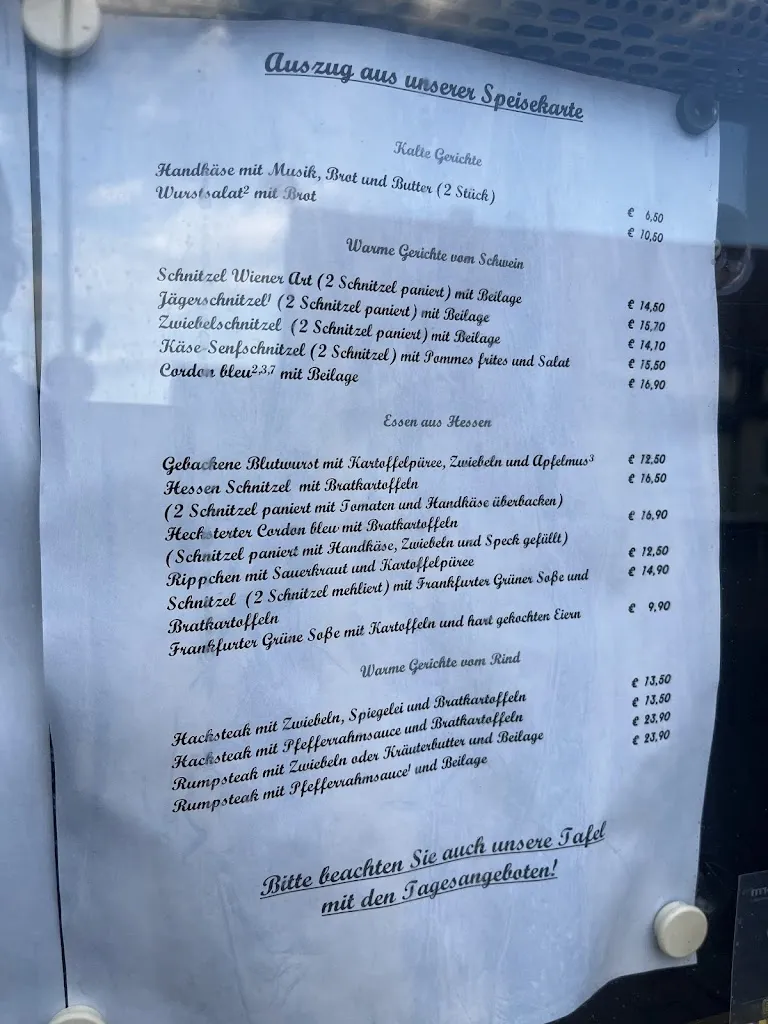 Auszug aus unserer Speisekarte
Kalte Gerichte
Handkäse mit Musik, Brot und Butter (2 Stück) € 6,50
Wurstsalat² mit Brot € 10,50
Warme Gerichte vom Schwein
Schnitzel Wiener Art (2 Schnitzel paniert) mit Beilage € 14,50
Jägerschnitzel¹ (2 Schnitzel paniert) mit Beilage € 15,70
Zwiebelschnitzel (2 Schnitzel paniert) mit Beilage € 14,10
Käse-Senfschnitzel (2 Schnitzel) mit Pommes frites und Salat € 15,50
Cordon bleu²,³,⁷ mit Beilage € 16,90
Essen aus Hessen
Gebackene Blutwurst mit Kartoffelpüree, Zwiebeln und Apfelmus³ € 12,50
Hessen Schnitzel mit Bratkartoffeln € 16,50
(2 Schnitzel paniert mit Tomaten und Handkäse überbacken)
Hecksterter Cordon bleu mit Bratkartoffeln € 16,90
(Schnitzel paniert mit Handkäse, Zwiebeln und Speck gefüllt)
Rippchen mit Sauerkraut und Kartoffelpüree € 12,50
Schnitzel (2 Schnitzel mehliert) mit Frankfurter Grüner Soße und € 14,90
Bratkartoffeln
Frankfurter Grüne Soße mit Kartoffeln und hart gekochten Eiern € 9,90
Warme Gerichte vom Rind
Hacksteak mit Zwiebeln, Spiegelei und Bratkartoffeln € 13,50
Hacksteak mit Pfefferrahmsauce und Bratkartoffeln € 13,50
Rumpsteak mit Zwiebeln oder Kräuterbutter und Beilage € 23,90
Rumpsteak mit Pfefferrahmsauce¹ und Beilage € 23,90
Bitte beachten Sie auch unsere Tafel
mit den Tagesangeboten!